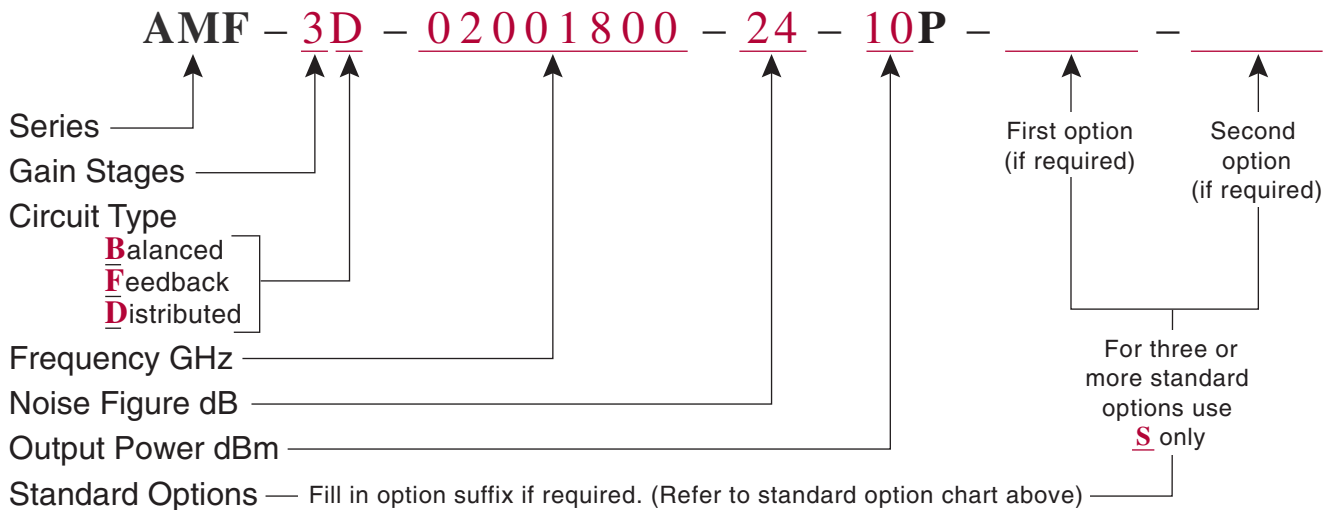 AMF – 3D – 02001800 – 24 – 10P – ______ – ______
Series
Gain Stages
Circuit Type
Balanced
Feedback
Distributed
Frequency GHz
Noise Figure dB
Output Power dBm
Standard Options
Fill in option suffix if required. (Refer to standard option chart above)
First option
(if required)
Second
option
(if required)
For three or
more standard
options use
S only